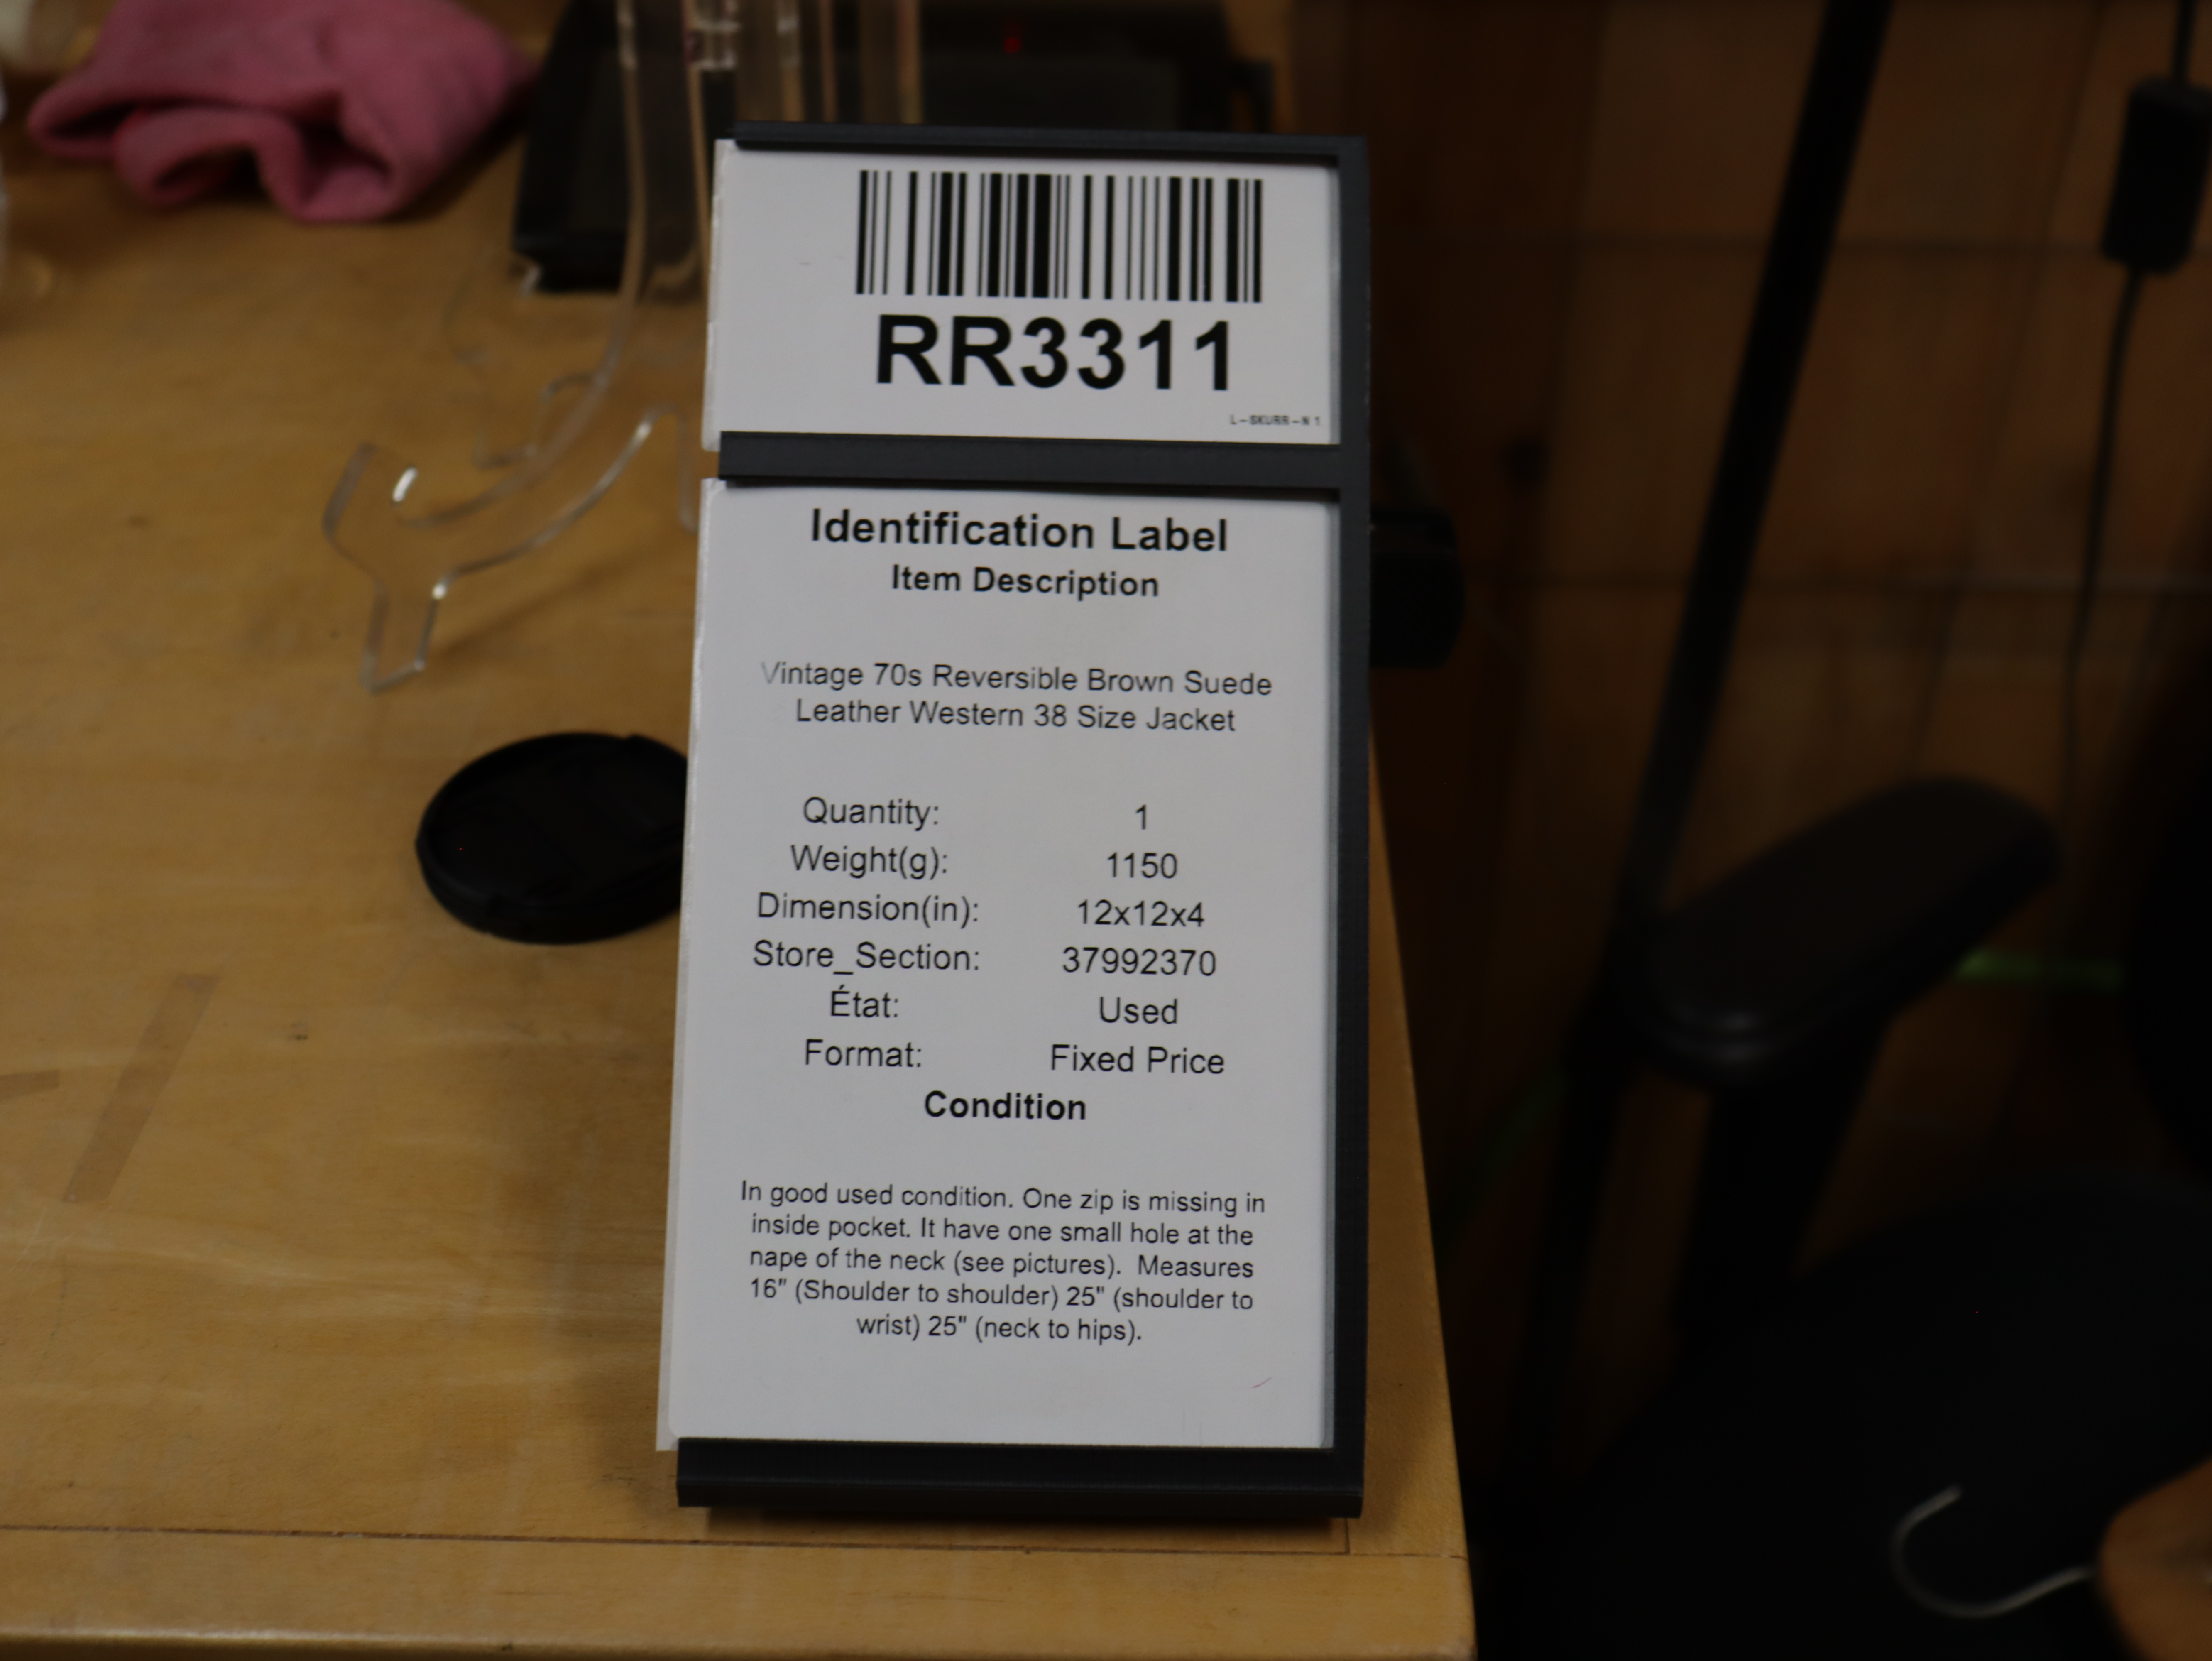 RR3311
L-SKURR-N 1
Identification Label
Item Description
Vintage 70s Reversible Brown Suede
Leather Western 38 Size Jacket
Quantity: 1
Weight(g): 1150
Dimension(in): 12x12x4
Store_Section: 37992370
État: Used
Format: Fixed Price
Condition
In good used condition. One zip is missing in
inside pocket. It have one small hole at the
nape of the neck (see pictures).  Measures
16" (Shoulder to shoulder) 25" (shoulder to
wrist) 25" (neck to hips).